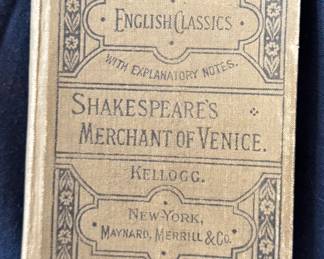 ENGLISH CLASSICS
WITH EXPLANATORY NOTES.
SHAKESPEARE'S
MERCHANT OF VENICE.
KELLOGG.
NEW-YORK,
MAYNARD, MERRILL & CO.